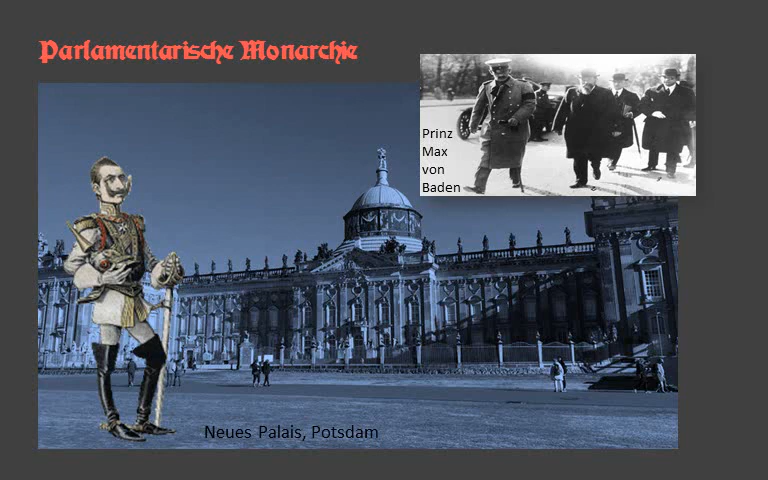 Parlamentarische Monarchie
Prinz
Max
von
Baden
Neues Palais, Potsdam